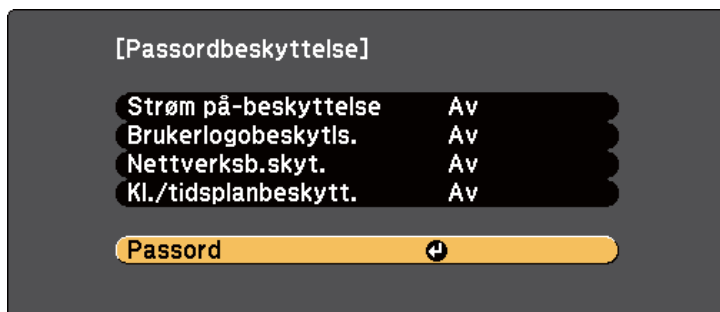 [Passordbeskyttelse]
Strøm på-beskyttelse Av
Brukerlogobeskytls. Av
Nettverksb.skyt. Av
Kl./tidsplanbeskytt. Av
Passord